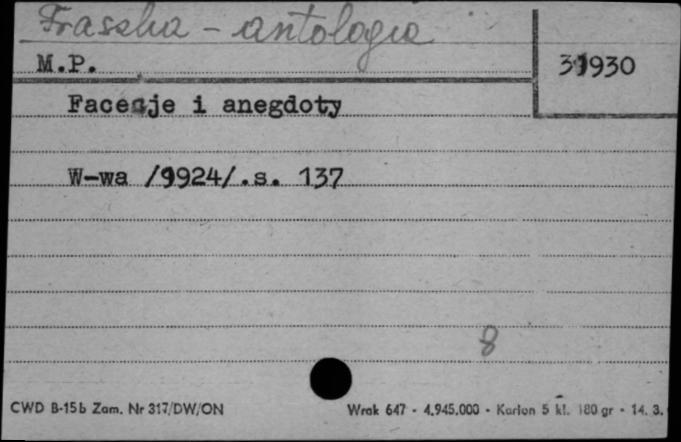 Fraszka - antologia
M.P.
31930
Facecje i anegdoty
W-wa /1924/.s. 137
8
CWD B-15b Zam. Nr 317/DW/ON
Wrak 647 - 4.945.000 - Karton 5 kl. 180 gr - 14. 3.